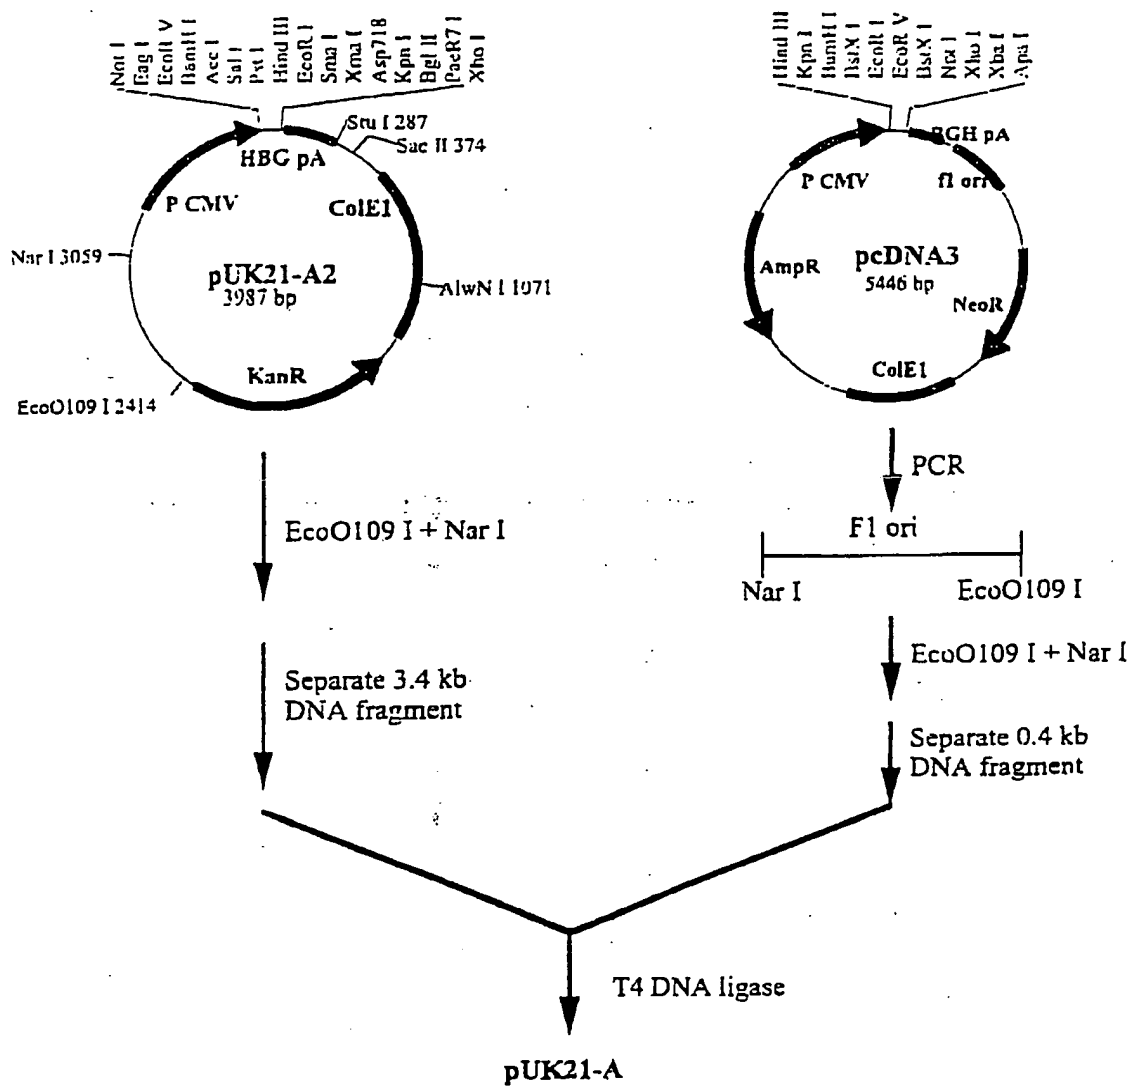 Not I
Eag I
EcoR V
BamH I
Acc I
Sal I
Pst I
Hind III
EcoR I
Sma I
Xma I
Asp718
Kpn I
Bgl II
PaeR7 I
Xho I
Hind III
Kpn I
BamH I
BstX I
EcoR I
EcoR V
BstX I
Not I
Xho I
Xba I
Apa I
Stu I 287
Sac II 374
HBG pA
P CMV
ColE1
Nar I 3059
pUK21-A2
3987 bp
AlwN I 1071
KanR
EcoO109 I 2414
BGH pA
P CMV
f1 ori
AmpR
pcDNA3
5446 bp
NeoR
ColE1
PCR
EcoO109 I + Nar I
F1 ori
Nar I
EcoO109 I
EcoO109 I + Nar I
Separate 3.4 kb
DNA fragment
Separate 0.4 kb
DNA fragment
T4 DNA ligase
pUK21-A